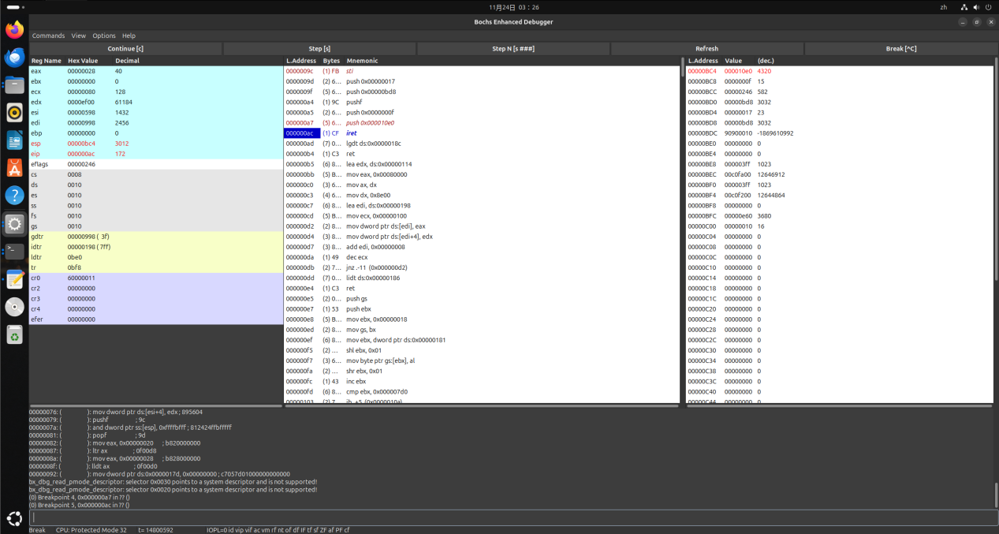 11月24日 03：26
zh
Bochs Enhanced Debugger
Commands View Options Help
Continue [c] Step [s] Step N [s ###] Refresh Break [^C]
Reg Name Hex Value Decimal
eax 00000028 40
ebx 00000000 0
ecx 00000080 128
edx 0000ef00 61184
esi 00000598 1432
edi 00000998 2456
ebp 00000000 0
esp 00000bc4 3012
eip 000000ac 172
eflags 00000246
cs 0008
ds 0010
es 0010
ss 0010
fs 0010
gs 0010
gdtr 00000998 ( 3f)
idtr 00000198 (7ff)
ldtr 0be0
tr 0bf8
cr0 60000011
cr2 00000000
cr3 00000000
cr4 00000000
efer 00000000
L.Address Bytes Mnemonic
0000009c (1) FB sti
0000009d (2) 6... push 0x00000017
0000009f (5) 6... push 0x00000bd8
000000a4 (1) 9C pushf
000000a5 (2) 6... push 0x0000000f
000000a7 (5) 6... push 0x000010e0
000000ac (1) CF iret
000000ad (7) 0... lgdt ds:0x0000018c
000000b4 (1) C3 ret
000000b5 (6) 8... lea edx, ds:0x00000114
000000bb (5) B... mov eax, 0x00080000
000000c0 (3) 6... mov ax, dx
000000c3 (4) 6... mov dx, 0x8e00
000000c7 (6) 8... lea edi, ds:0x00000198
000000cd (5) B... mov ecx, 0x00000100
000000d2 (2) 8... mov dword ptr ds:[edi], eax
000000d4 (3) 8... mov dword ptr ds:[edi+4], edx
000000d7 (3) 8... add edi, 0x00000008
000000da (1) 49 dec ecx
000000db (2) 7... jnz .-11 (0x000000d2)
000000dd (7) 0... lidt ds:0x00000186
000000e4 (1) C3 ret
000000e5 (2) 0... push gs
000000e7 (1) 53 push ebx
000000e8 (5) B... mov ebx, 0x00000018
000000ed (2) 8... mov gs, bx
000000ef (6) 8... mov ebx, dword ptr ds:0x00000181
000000f5 (2) ... shl ebx, 0x01
000000f7 (3) 6... mov byte ptr gs:[ebx], al
000000fa (2) ... shr ebx, 0x01
000000fc (1) 43 inc ebx
000000fd (6) 8... cmp ebx, 0x000007d0
00000103 (2) 7... jb .+5 (0x0000010a)
L.Address Value (dec.)
00000BC4 000010e0 4320
00000BC8 0000000f 15
00000BCC 00000246 582
00000BD0 00000bd8 3032
00000BD4 00000017 23
00000BD8 00000bd8 3032
00000BDC 90900010 -1869610992
00000BE0 00000000 0
00000BE4 00000000 0
00000BE8 000003ff 1023
00000BEC 00c0fa00 12646912
00000BF0 000003ff 1023
00000BF4 00c0f200 12644864
00000BF8 00000000 0
00000BFC 00000e60 3680
00000C00 00000010 16
00000C04 00000000 0
00000C08 00000000 0
00000C0C 00000000 0
00000C10 00000000 0
00000C14 00000000 0
00000C18 00000000 0
00000C1C 00000000 0
00000C20 00000000 0
00000C24 00000000 0
00000C28 00000000 0
00000C2C 00000000 0
00000C30 00000000 0
00000C34 00000000 0
00000C38 00000000 0
00000C3C 00000000 0
00000C40 00000000 0
00000C44 00000000 0
00000076: ( ): mov dword ptr ds:[esi+4], edx ; 895604
00000079: ( ): pushf ; 9c
0000007a: ( ): and dword ptr ss:[esp], 0xffffbfff ; 812424ffbfffff
00000081: ( ): popf ; 9d
00000082: ( ): mov eax, 0x00000020 ; b820000000
00000087: ( ): ltr ax ; 0f00d8
0000008a: ( ): mov eax, 0x00000028 ; b828000000
0000008f: ( ): lldt ax ; 0f00d0
00000092: ( ): mov dword ptr ds:0x0000017d, 0x00000000 ; c7057d01000000000000
bx_dbg_read_pmode_descriptor: selector 0x0030 points to a system descriptor and is not supported!
bx_dbg_read_pmode_descriptor: selector 0x0020 points to a system descriptor and is not supported!
(0) Breakpoint 4, 0x000000a7 in ?? ()
(0) Breakpoint 5, 0x000000ac in ?? ()
Break CPU: Protected Mode 32 t= 14800592 IOPL=0 id vip vif ac vm rf nt of df IF tf sf ZF af PF cf